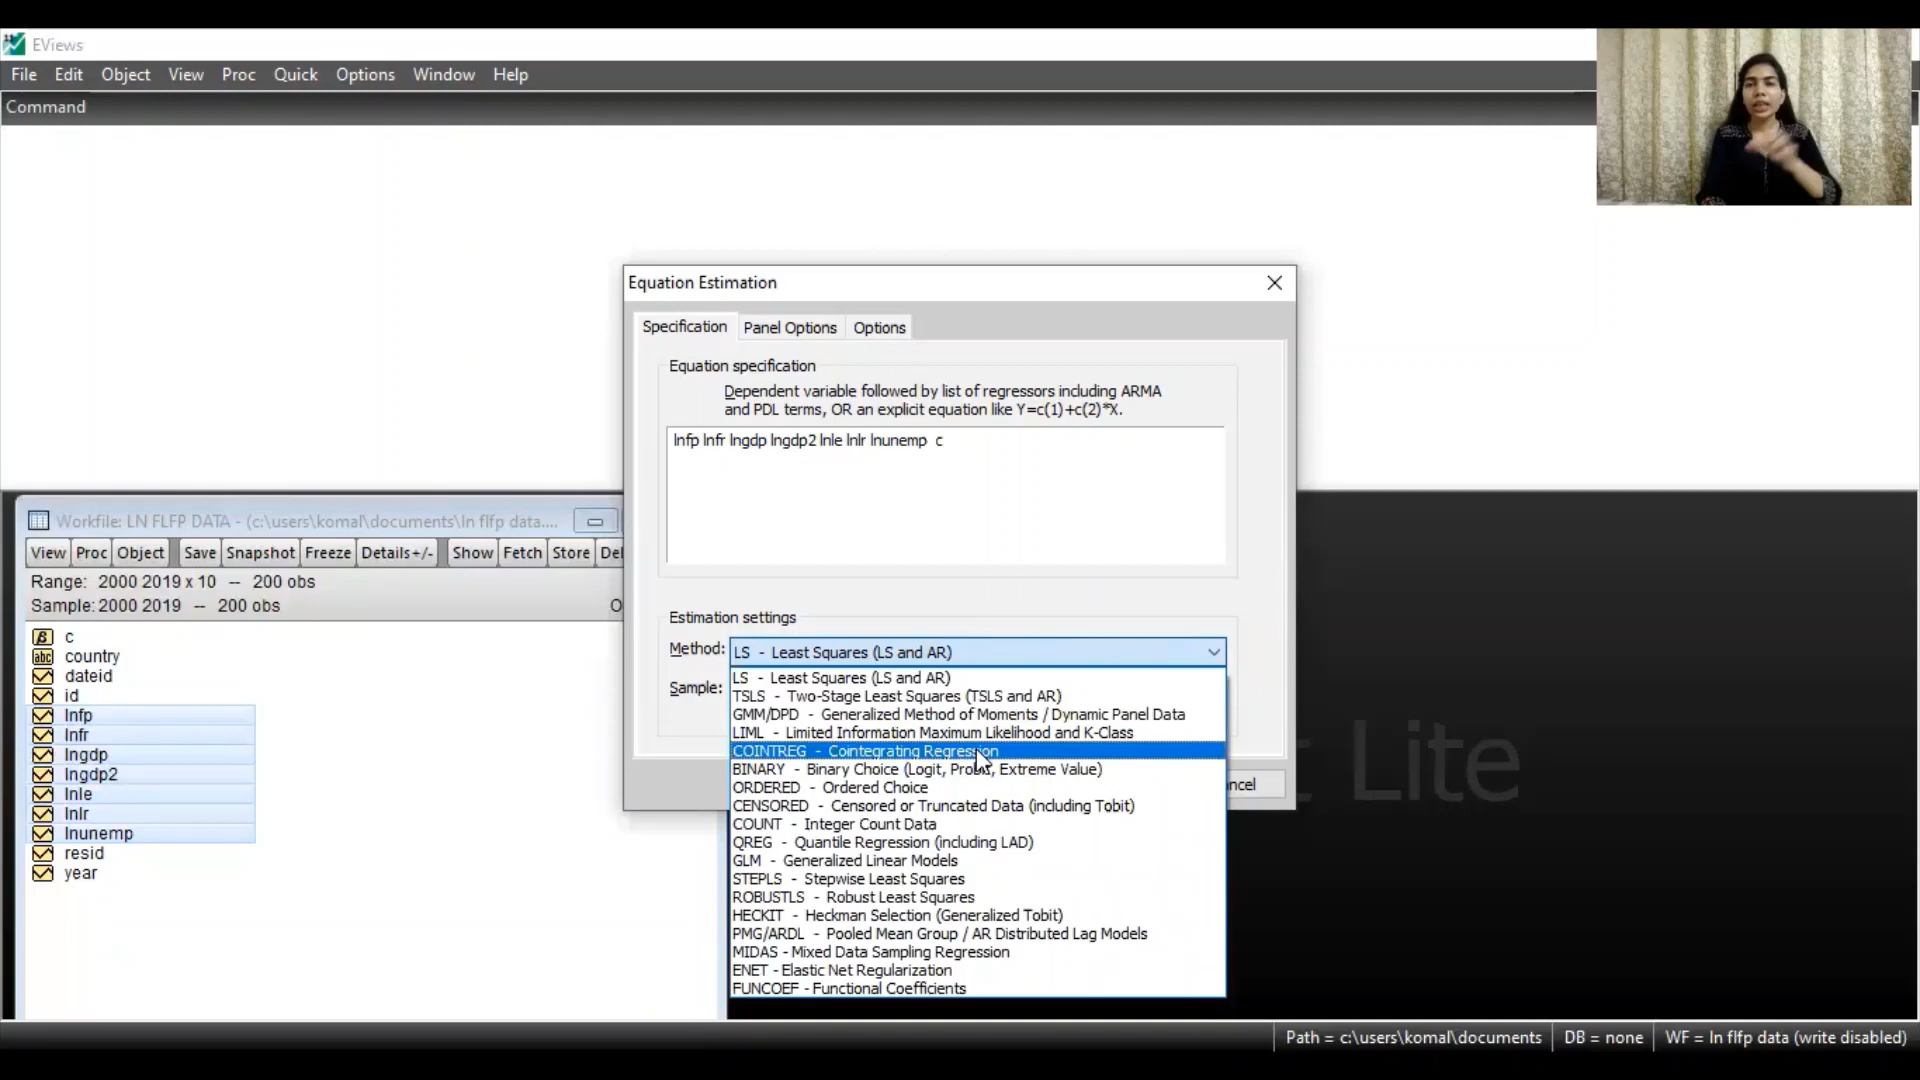 EViews
File Edit Object View Proc Quick Options Window Help
Command
Equation Estimation
Specification Panel Options Options
Equation specification
Dependent variable followed by list of regressors including ARMA
and PDL terms, OR an explicit equation like Y=c(1)+c(2)*X.
lnfp lnfr lngdp lngdp2 lnle lnlr lnunemp c
Workfile: LN FLFP DATA - (c:\users\komal\documents\ln flfp data....
View Proc Object Save Snapshot Freeze Details+/- Show Fetch Store Del
Range: 2000 2019 x 10 -- 200 obs
Sample: 2000 2019 -- 200 obs
O
c
country
dateid
id
lnfp
lnfr
lngdp
lngdp2
lnle
lnlr
lnunemp
resid
year
Estimation settings
Method: LS - Least Squares (LS and AR)
Sample:
LS - Least Squares (LS and AR)
TSLS - Two-Stage Least Squares (TSLS and AR)
GMM/DPD - Generalized Method of Moments / Dynamic Panel Data
LIML - Limited Information Maximum Likelihood and K-Class
COINTREG - Cointegrating Regression
BINARY - Binary Choice (Logit, Probit, Extreme Value)
ORDERED - Ordered Choice
CENSORED - Censored or Truncated Data (including Tobit)
COUNT - Integer Count Data
QREG - Quantile Regression (including LAD)
GLM - Generalized Linear Models
STEPLS - Stepwise Least Squares
ROBUSTLS - Robust Least Squares
HECKIT - Heckman Selection (Generalized Tobit)
PMG/ARDL - Pooled Mean Group / AR Distributed Lag Models
MIDAS - Mixed Data Sampling Regression
ENET - Elastic Net Regularization
FUNCOEF - Functional Coefficients
ncel
t Lite
Path = c:\users\komal\documents DB = none WF = ln flfp data (write disabled)